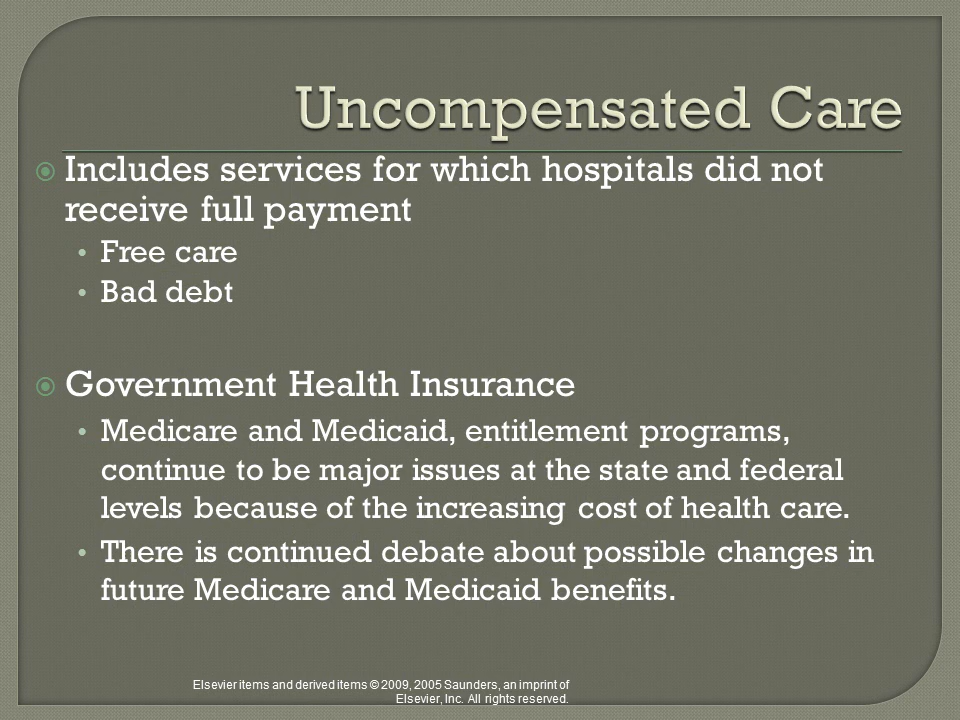 Uncompensated Care
Includes services for which hospitals did not
receive full payment
• Free care
• Bad debt
Government Health Insurance
• Medicare and Medicaid, entitlement programs,
continue to be major issues at the state and federal
levels because of the increasing cost of health care.
• There is continued debate about possible changes in
future Medicare and Medicaid benefits.
Elsevier items and derived items © 2009, 2005 Saunders, an imprint of
Elsevier, Inc. All rights reserved.